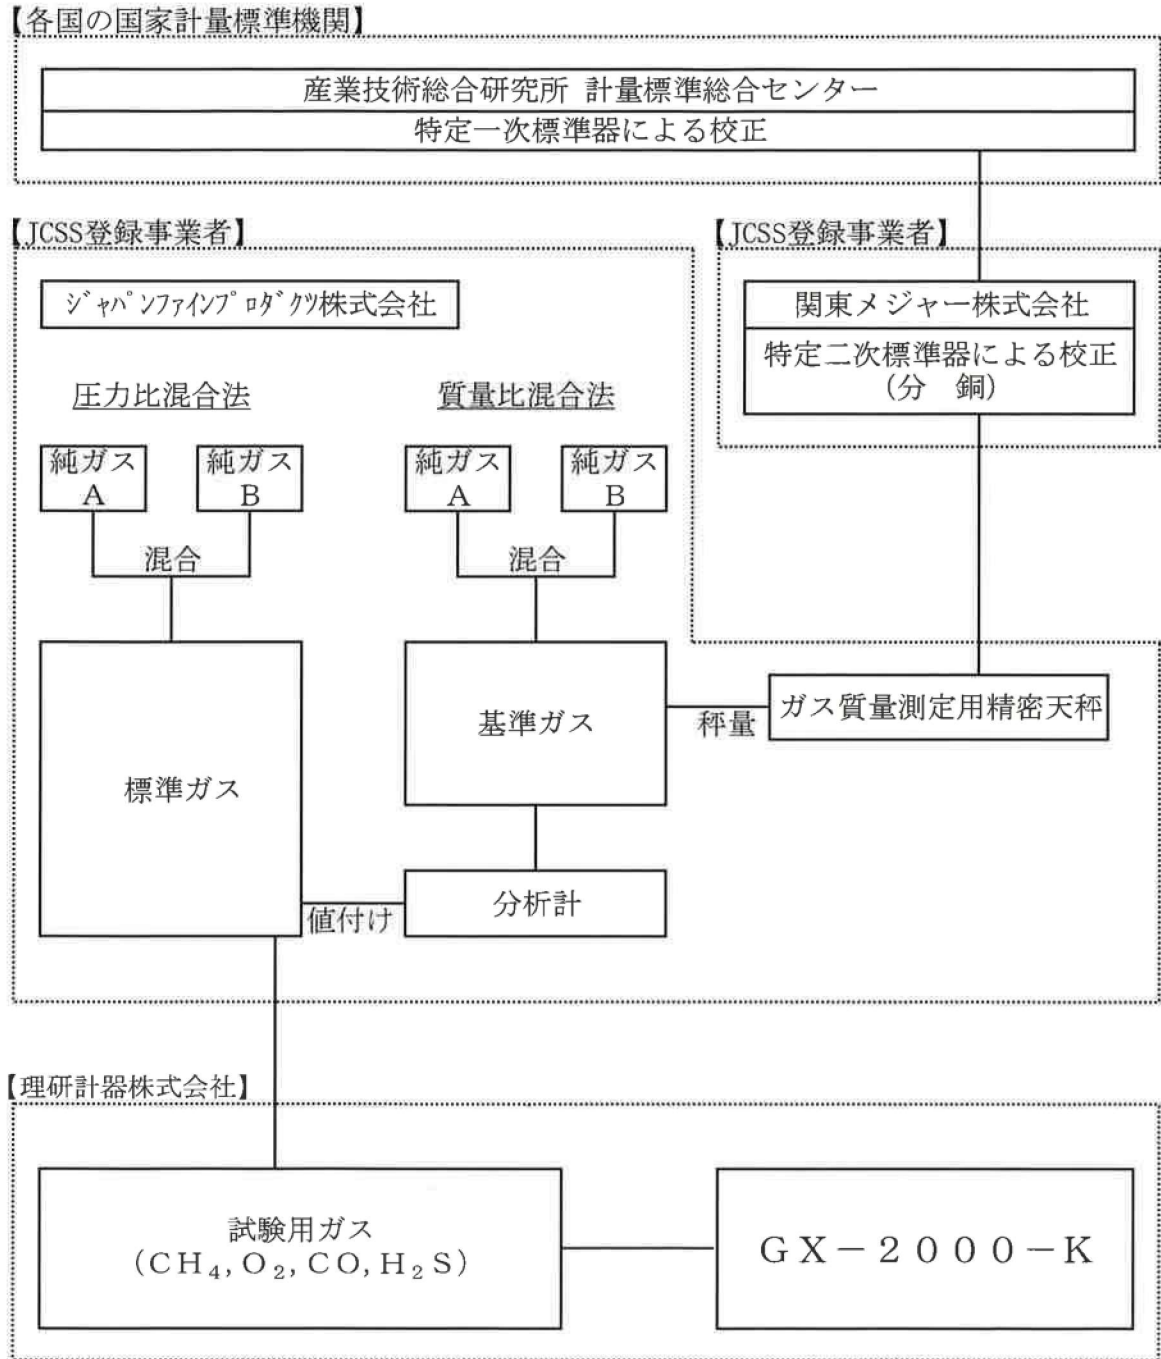 【各国の国家計量標準機関】
産業技術総合研究所 計量標準総合センター
特定一次標準器による校正
【JCSS登録事業者】
【JCSS登録事業者】
ｼﾞｬﾊﾟﾝﾌｧｲﾝﾌﾟﾛﾀﾞｸﾂ株式会社
関東メジャー株式会社
特定二次標準器による校正
(分　銅)
圧力比混合法
質量比混合法
純ガス
A
純ガス
B
純ガス
A
純ガス
B
混合
混合
標準ガス
基準ガス
秤量
ガス質量測定用精密天秤
値付け
分析計
【理研計器株式会社】
試験用ガス
(CH₄,O₂,CO,H₂S)
GX－2000－K